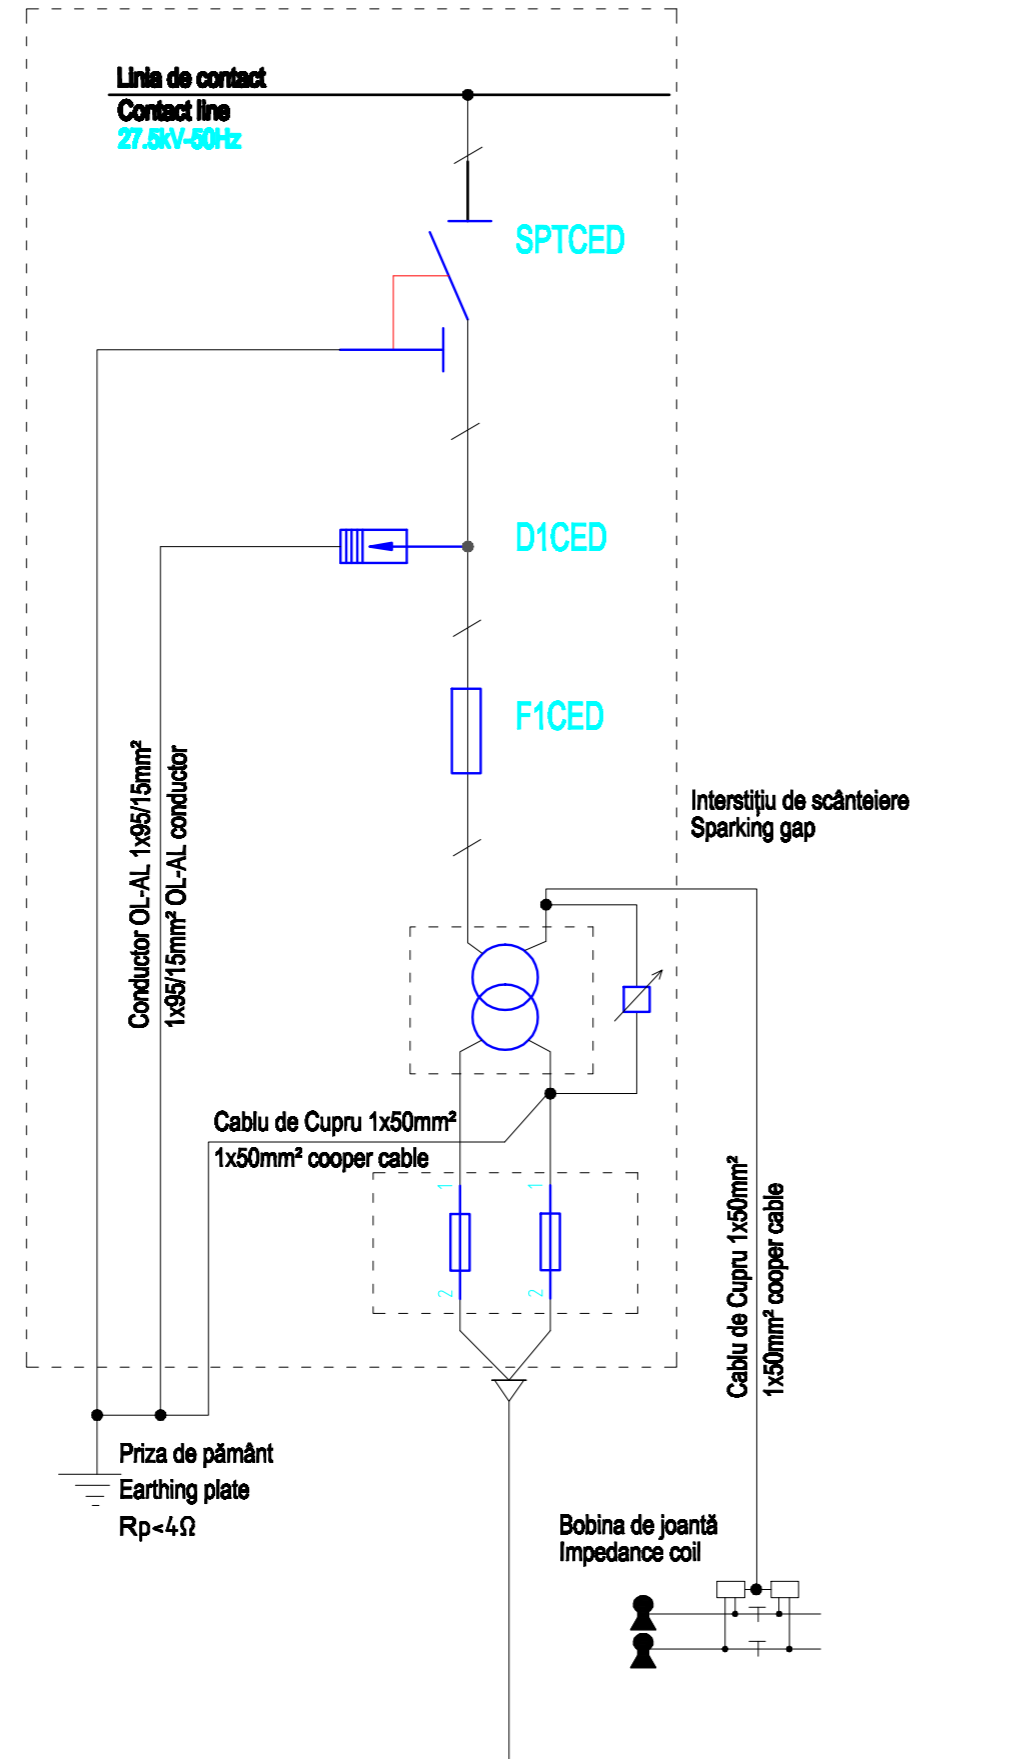 Linia de contact
Contact line
27.5kV-50Hz
SPTCED
D1CED
F1CED
Conductor OL-AL 1x95/15mm²
1x95/15mm² OL-AL conductor
Interstițiu de scânteiere
Sparking gap
Cablu de Cupru 1x50mm²
1x50mm² cooper cable
1
1
2
2
Cablu de Cupru 1x50mm²
1x50mm² cooper cable
Priza de pământ
Earthing plate
Rp<4Ω
Bobina de joantă
Impedance coil